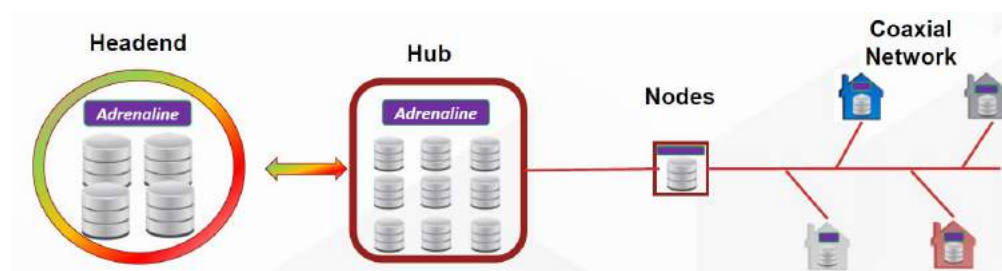 Headend
Adrenaline
Hub
Adrenaline
Nodes
Coaxial
Network